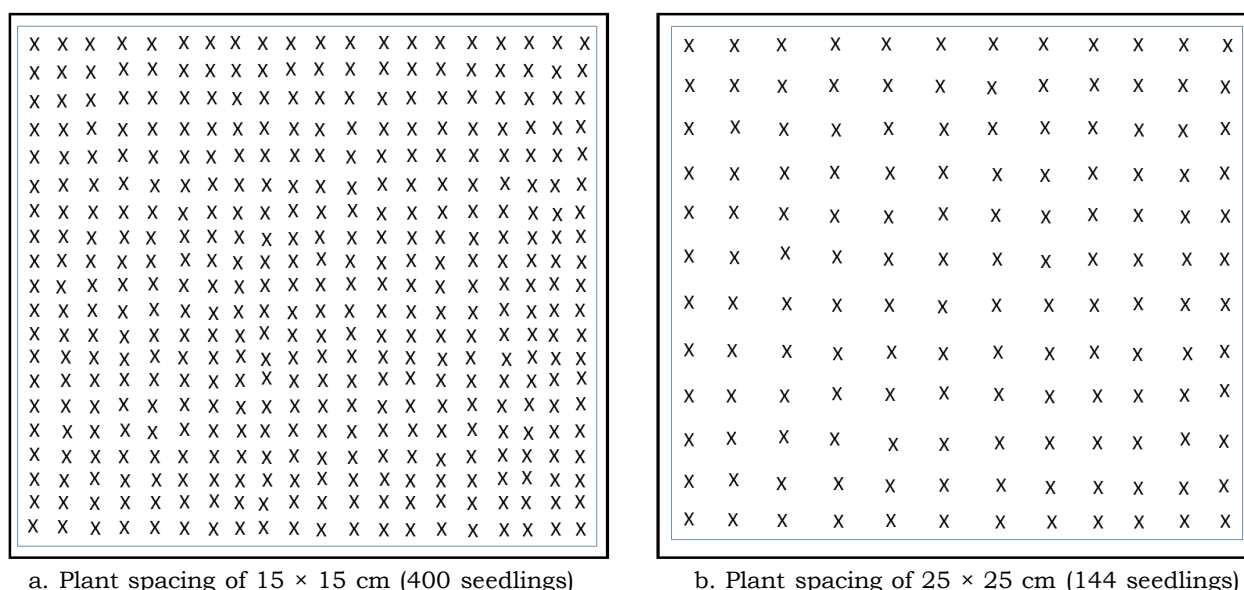 a. Plant spacing of 15 × 15 cm (400 seedlings)
b. Plant spacing of 25 × 25 cm (144 seedlings)